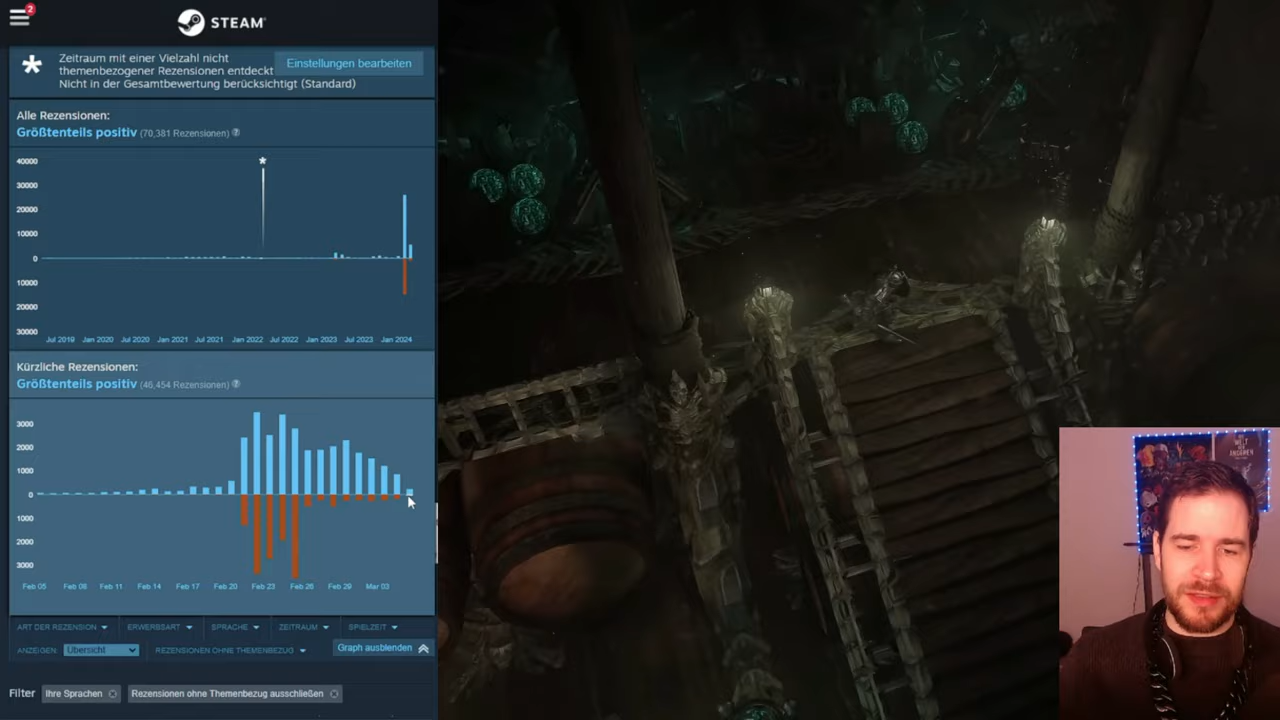 2
STEAM
Zeitraum mit einer Vielzahl nicht
themenbezogener Rezensionen entdeckt
Nicht in der Gesamtbewertung berücksichtigt (Standard)
Einstellungen bearbeiten
Alle Rezensionen:
Größtenteils positiv (70,381 Rezensionen) ?
40000
30000
20000
10000
0
10000
20000
30000
Jul 2019 Jan 2020 Jul 2020 Jan 2021 Jul 2021 Jan 2022 Jul 2022 Jan 2023 Jul 2023 Jan 2024
Kürzliche Rezensionen:
Größtenteils positiv (46,454 Rezensionen) ?
3000
2000
1000
0
1000
2000
3000
Feb 05 Feb 08 Feb 11 Feb 14 Feb 17 Feb 20 Feb 23 Feb 26 Feb 29 Mar 03
ART DER REZENSION ERWERBSART SPRACHE ZEITRAUM SPIELZEIT
ANZEIGEN: Übersicht REZENSIONEN OHNE THEMENBEZUG Graph ausblenden
Filter Ihre Sprachen Rezensionen ohne Themenbezug ausschließen